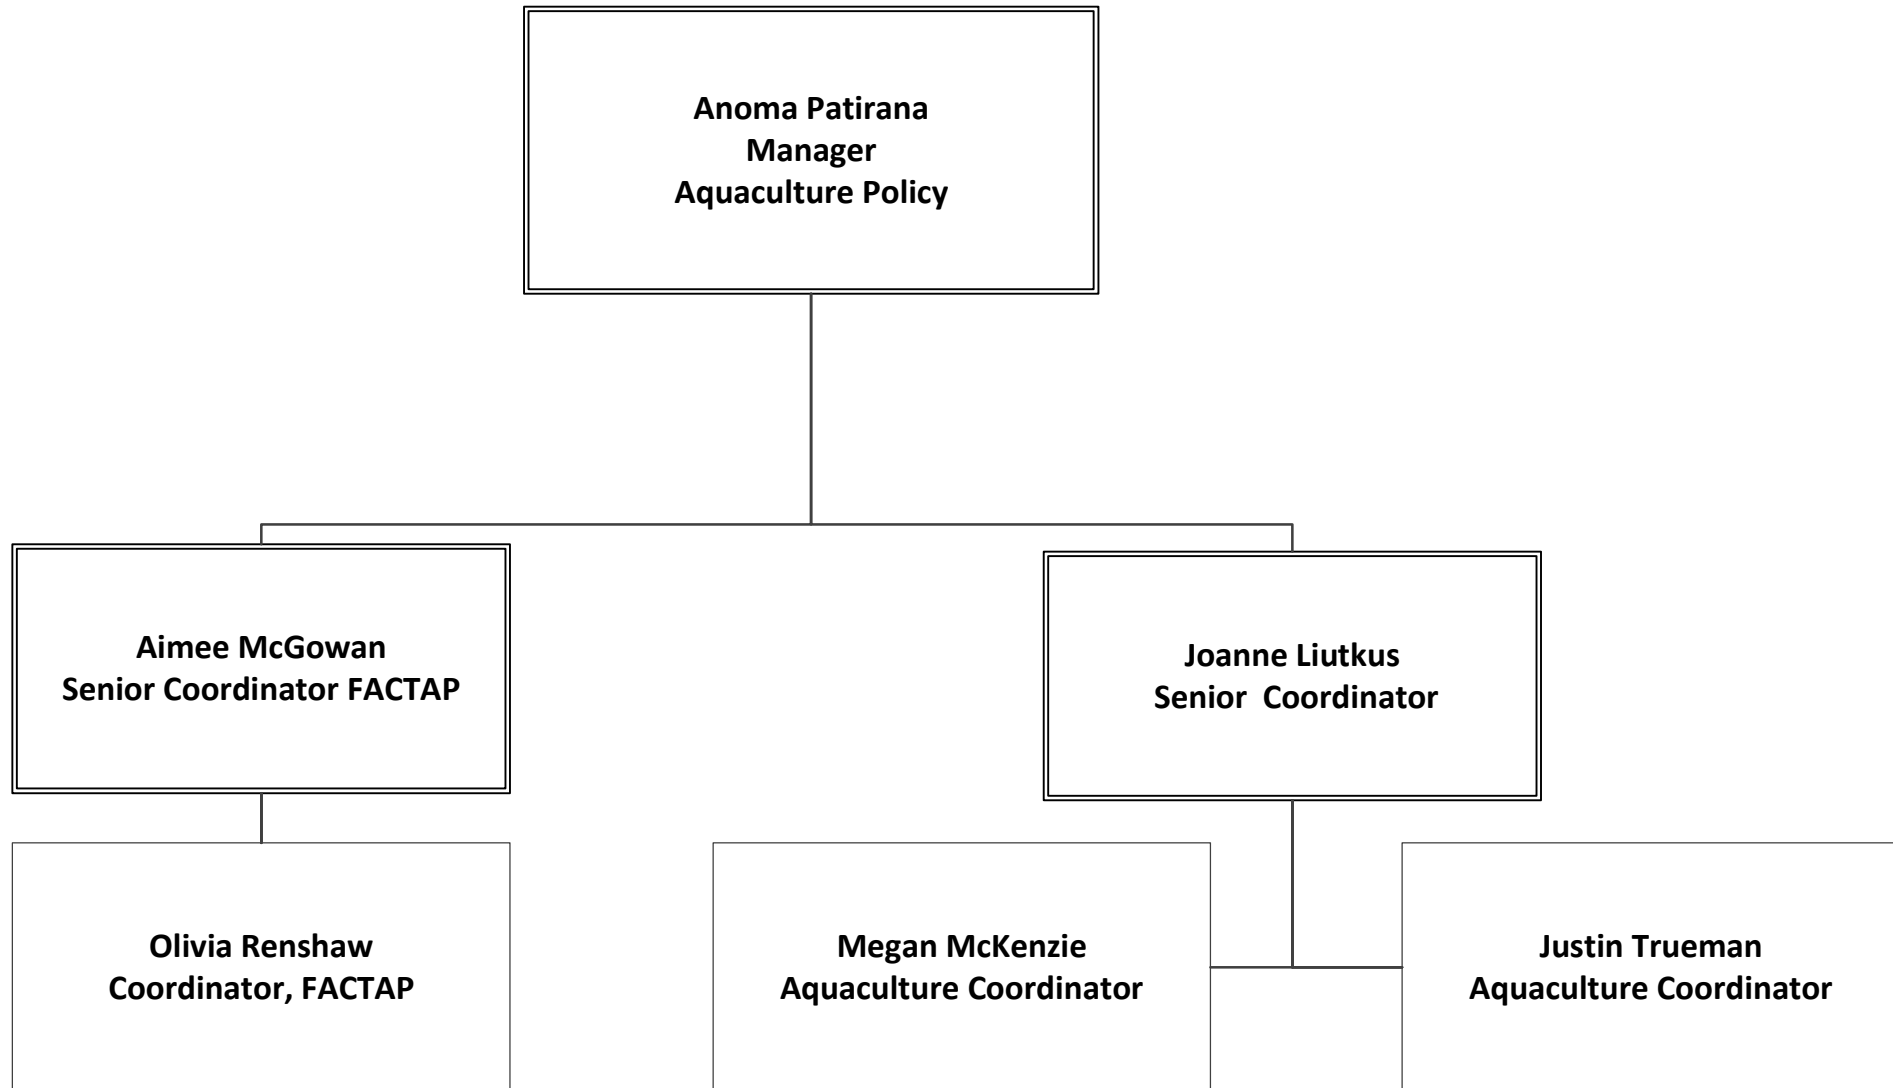 Anoma Patirana
Manager
Aquaculture Policy
Aimee McGowan
Senior Coordinator FACTAP
Joanne Liutkus
Senior  Coordinator
Olivia Renshaw
Coordinator, FACTAP
Megan McKenzie
Aquaculture Coordinator
Justin Trueman
Aquaculture Coordinator